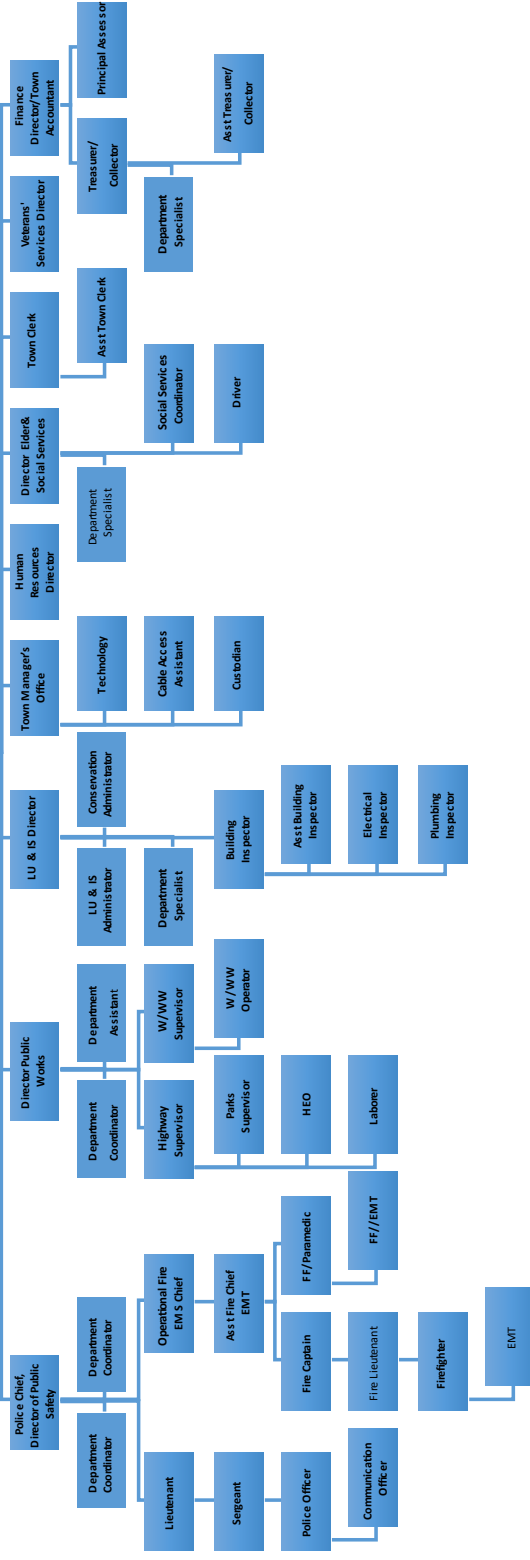 Police Chief,
Director of Public
Safety
Director Public
Works
LU & IS Director
Town Manager's
Office
Human
Resources
Director
Director Elder&
Social Services
Town Clerk
Veterans'
Services Director
Finance
Director/Town
Accountant
Department
Coordinator
Department
Coordinator
Department
Coordinator
Department
Assistant
LU & IS
Administrator
Conservation
Administrator
Technology
Department
Specialist
Asst Town Clerk
Treasurer/
Collector
Principal Assessor
Lieutenant
Operational Fire
EMS Chief
Highway
Supervisor
W/WW
Supervisor
Department
Specialist
Cable Access
Assistant
Social Services
Coordinator
Department
Specialist
Sergeant
Asst Fire Chief
EMT
Parks
Supervisor
W/WW
Operator
Building
Inspector
Custodian
Driver
Asst Treasurer/
Collector
Police Officer
Fire Captain
FF/Paramedic
HEO
Asst Building
Inspector
Communication
Officer
Fire Lieutenant
FF//EMT
Laborer
Electrical
Inspector
Firefighter
Plumbing
Inspector
EMT